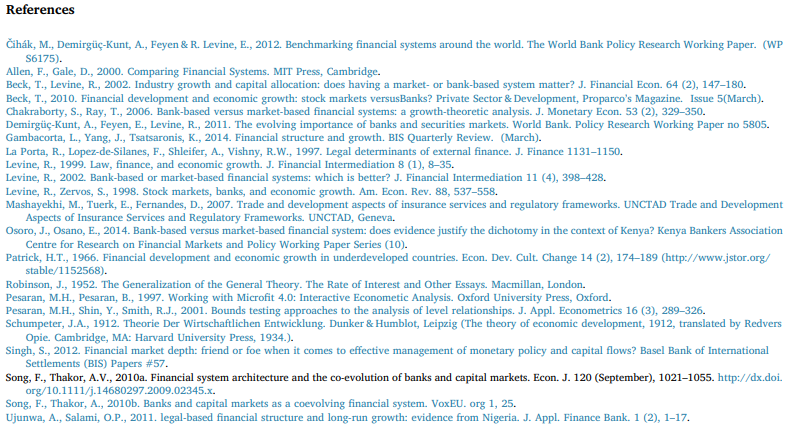 References
Čihák, M., Demirgüç-Kunt, A., Feyen & R. Levine, E., 2012. Benchmarking financial systems around the world. The World Bank Policy Research Working Paper. (WP
S6175).
Allen, F., Gale, D., 2000. Comparing Financial Systems. MIT Press, Cambridge.
Beck, T., Levine, R., 2002. Industry growth and capital allocation: does having a market- or bank-based system matter? J. Financial Econ. 64 (2), 147–180.
Beck, T., 2010. Financial development and economic growth: stock markets versusBanks? Private Sector & Development, Proparco's Magazine. Issue 5(March).
Chakraborty, S., Ray, T., 2006. Bank-based versus market-based financial systems: a growth-theoretic analysis. J. Monetary Econ. 53 (2), 329–350.
Demirgüç-Kunt, A., Feyen, E., Levine, R., 2011. The evolving importance of banks and securities markets. World Bank. Policy Research Working Paper no 5805.
Gambacorta, L., Yang, J., Tsatsaronis, K., 2014. Financial structure and growth. BIS Quarterly Review. (March).
La Porta, R., Lopez-de-Silanes, F., Shleifer, A., Vishny, R.W., 1997. Legal determinants of external finance. J. Finance 1131–1150.
Levine, R., 1999. Law, finance, and economic growth. J. Financial Intermediation 8 (1), 8–35.
Levine, R., 2002. Bank-based or market-based financial systems: which is better? J. Financial Intermediation 11 (4), 398–428.
Levine, R., Zervos, S., 1998. Stock markets, banks, and economic growth. Am. Econ. Rev. 88, 537–558.
Mashayekhi, M., Tuerk, E., Fernandes, D., 2007. Trade and development aspects of insurance services and regulatory frameworks. UNCTAD Trade and Development
Aspects of Insurance Services and Regulatory Frameworks. UNCTAD, Geneva.
Osoro, J., Osano, E., 2014. Bank-based versus market-based financial system: does evidence justify the dichotomy in the context of Kenya? Kenya Bankers Association
Centre for Research on Financial Markets and Policy Working Paper Series (10).
Patrick, H.T., 1966. Financial development and economic growth in underdeveloped countries. Econ. Dev. Cult. Change 14 (2), 174–189 (http://www.jstor.org/
stable/1152568).
Robinson, J., 1952. The Generalization of the General Theory. The Rate of Interest and Other Essays. Macmillan, London.
Pesaran, M.H., Pesaran, B., 1997. Working with Microfit 4.0: Interactive Econometic Analysis. Oxford University Press, Oxford.
Pesaran, M.H., Shin, Y., Smith, R.J., 2001. Bounds testing approaches to the analysis of level relationships. J. Appl. Econometrics 16 (3), 289–326.
Schumpeter, J.A., 1912. Theorie Der Wirtschaftlichen Entwicklung. Dunker & Humblot, Leipzig (The theory of economic development, 1912, translated by Redvers
Opie. Cambridge, MA: Harvard University Press, 1934.).
Singh, S., 2012. Financial market depth: friend or foe when it comes to effective management of monetary policy and capital flows? Basel Bank of International
Settlements (BIS) Papers #57.
Song, F., Thakor, A.V., 2010a. Financial system architecture and the co-evolution of banks and capital markets. Econ. J. 120 (September), 1021–1055. http://dx.doi.
org/10.1111/j.14680297.2009.02345.x.
Song, F., Thakor, A., 2010b. Banks and capital markets as a coevolving financial system. VoxEU. org 1, 25.
Ujunwa, A., Salami, O.P., 2011. legal-based financial structure and long-run growth: evidence from Nigeria. J. Appl. Finance Bank. 1 (2), 1–17.